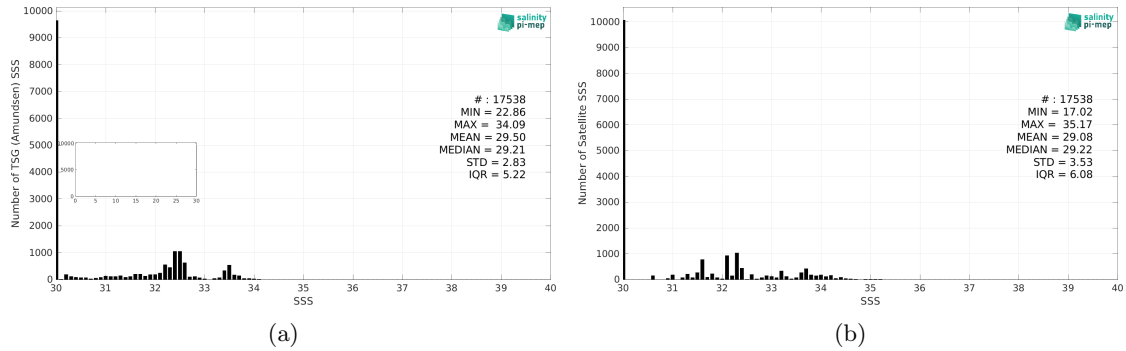 10000
9000
8000
7000
6000
5000
4000
3000
2000
1000
0
Number of TSG (Amundsen) SSS
salinity
pi-mep
# : 17538
MIN = 22.86
MAX = 34.09
MEAN = 29.50
MEDIAN = 29.21
STD = 2.83
IQR = 5.22
10000
5000
0
0 5 10 15 20 25 30
30 31 32 33 34 35 36 37 38 39 40
SSS
(a)
10000
9000
8000
7000
6000
5000
4000
3000
2000
1000
0
Number of Satellite SSS
salinity
pi-mep
# : 17538
MIN = 17.02
MAX = 35.17
MEAN = 29.08
MEDIAN = 29.22
STD = 3.53
IQR = 6.08
30 31 32 33 34 35 36 37 38 39 40
SSS
(b)